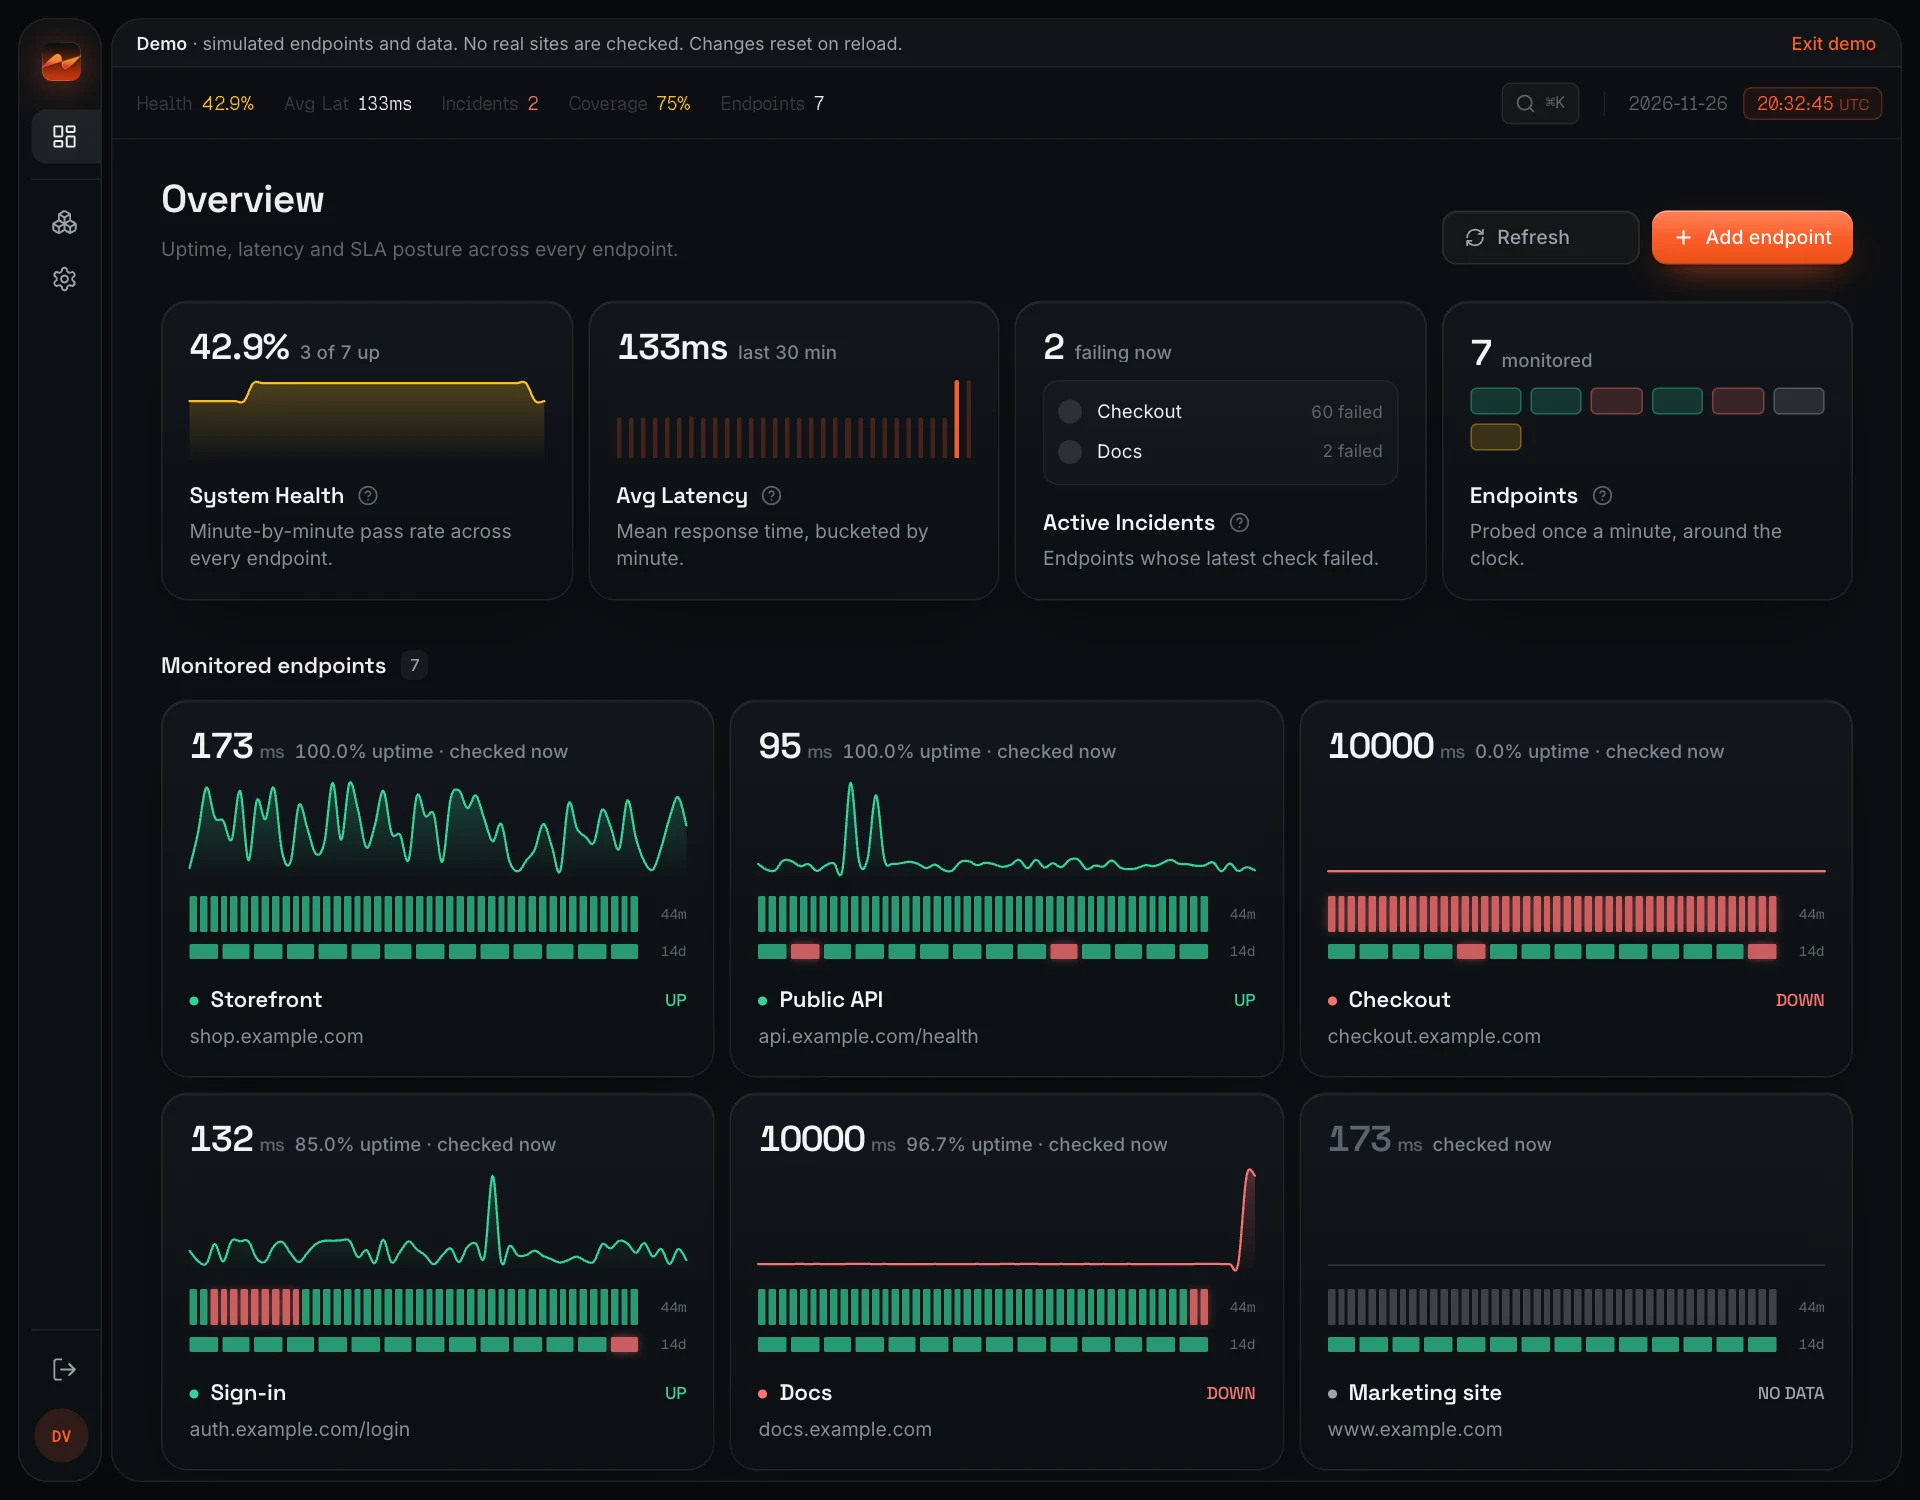 Demo · simulated endpoints and data. No real sites are checked. Changes reset on reload.
Exit demo
Health 42.9% Avg Lat 133ms Incidents 2 Coverage 75% Endpoints 7
⌘K
2026-11-26
20:32:45 UTC
Overview
Uptime, latency and SLA posture across every endpoint.
Refresh
Add endpoint
42.9% 3 of 7 up
System Health
Minute-by-minute pass rate across
every endpoint.
133ms last 30 min
Avg Latency
Mean response time, bucketed by
minute.
2 failing now
Checkout 60 failed
Docs 2 failed
Active Incidents
Endpoints whose latest check failed.
7 monitored
Endpoints
Probed once a minute, around the
clock.
Monitored endpoints 7
173 ms 100.0% uptime · checked now
44m
14d
Storefront UP
shop.example.com
95 ms 100.0% uptime · checked now
44m
14d
Public API UP
api.example.com/health
10000 ms 0.0% uptime · checked now
44m
14d
Checkout DOWN
checkout.example.com
132 ms 85.0% uptime · checked now
44m
14d
Sign-in UP
auth.example.com/login
10000 ms 96.7% uptime · checked now
44m
14d
Docs DOWN
docs.example.com
173 ms checked now
44m
14d
Marketing site NO DATA
www.example.com
DV